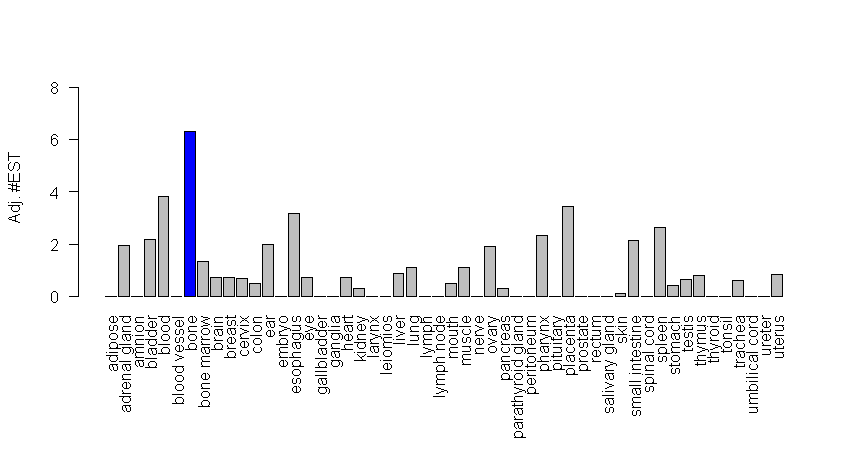 8
6
4
2
0
Adj. #EST
adipose
adrenal gland
amnion
bladder
blood
blood vessel
bone
bone marrow
brain
breast
cervix
colon
ear
embryo
esophagus
eye
gallbladder
ganglia
heart
kidney
larynx
leiomios
liver
lung
lymph
lymph node
mouth
muscle
nerve
ovary
pancreas
parathyroid gland
peritoneum
pharynx
pituitary
placenta
prostate
rectum
salivary gland
skin
small intestine
spinal cord
spleen
stomach
testis
thymus
thyroid
tonsil
trachea
umbilical cord
ureter
uterus